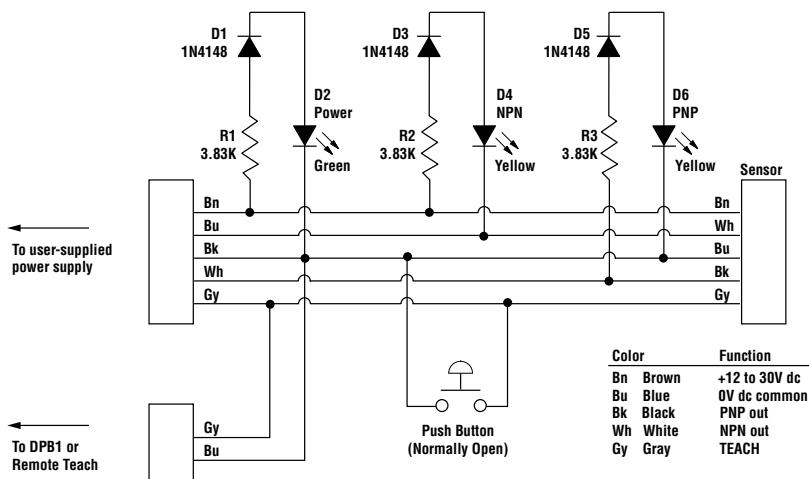 D1
1N4148
D3
1N4148
D5
1N4148
D2
Power
D4
NPN
D6
PNP
R1
3.83K
R2
3.83K
R3
3.83K
Green
Yellow
Yellow
Sensor
Bn
Bu
Bk
Wh
Gy
Bn
Wh
Bu
Bk
Gy
To user-supplied
power supply
Gy
Bu
To DPB1 or
Remote Teach
Push Button
(Normally Open)
Color Function
Bn Brown +12 to 30V dc
Bu Blue 0V dc common
Bk Black PNP out
Wh White NPN out
Gy Gray TEACH